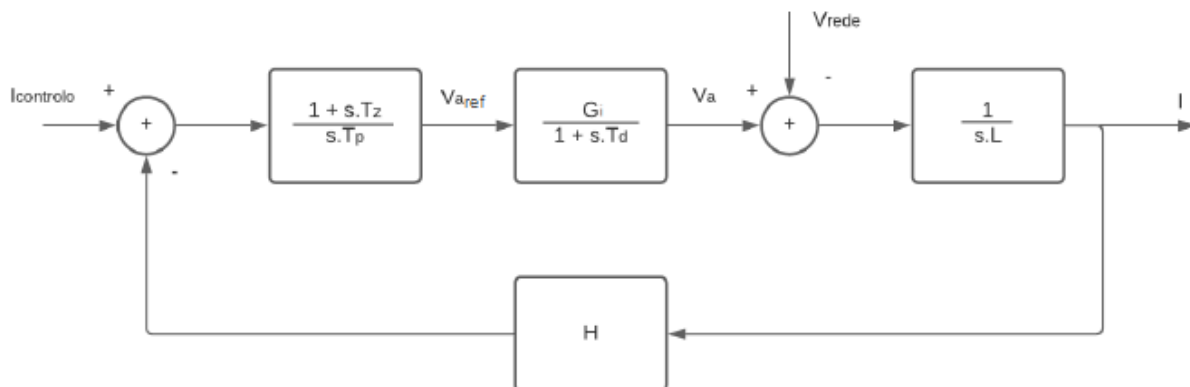 Vrede
Icontrolo
+
+
-
1 + s.Tz
s.Tp
Varef
Gi
1 + s.Td
Va
+
-
+
1
s.L
I
H